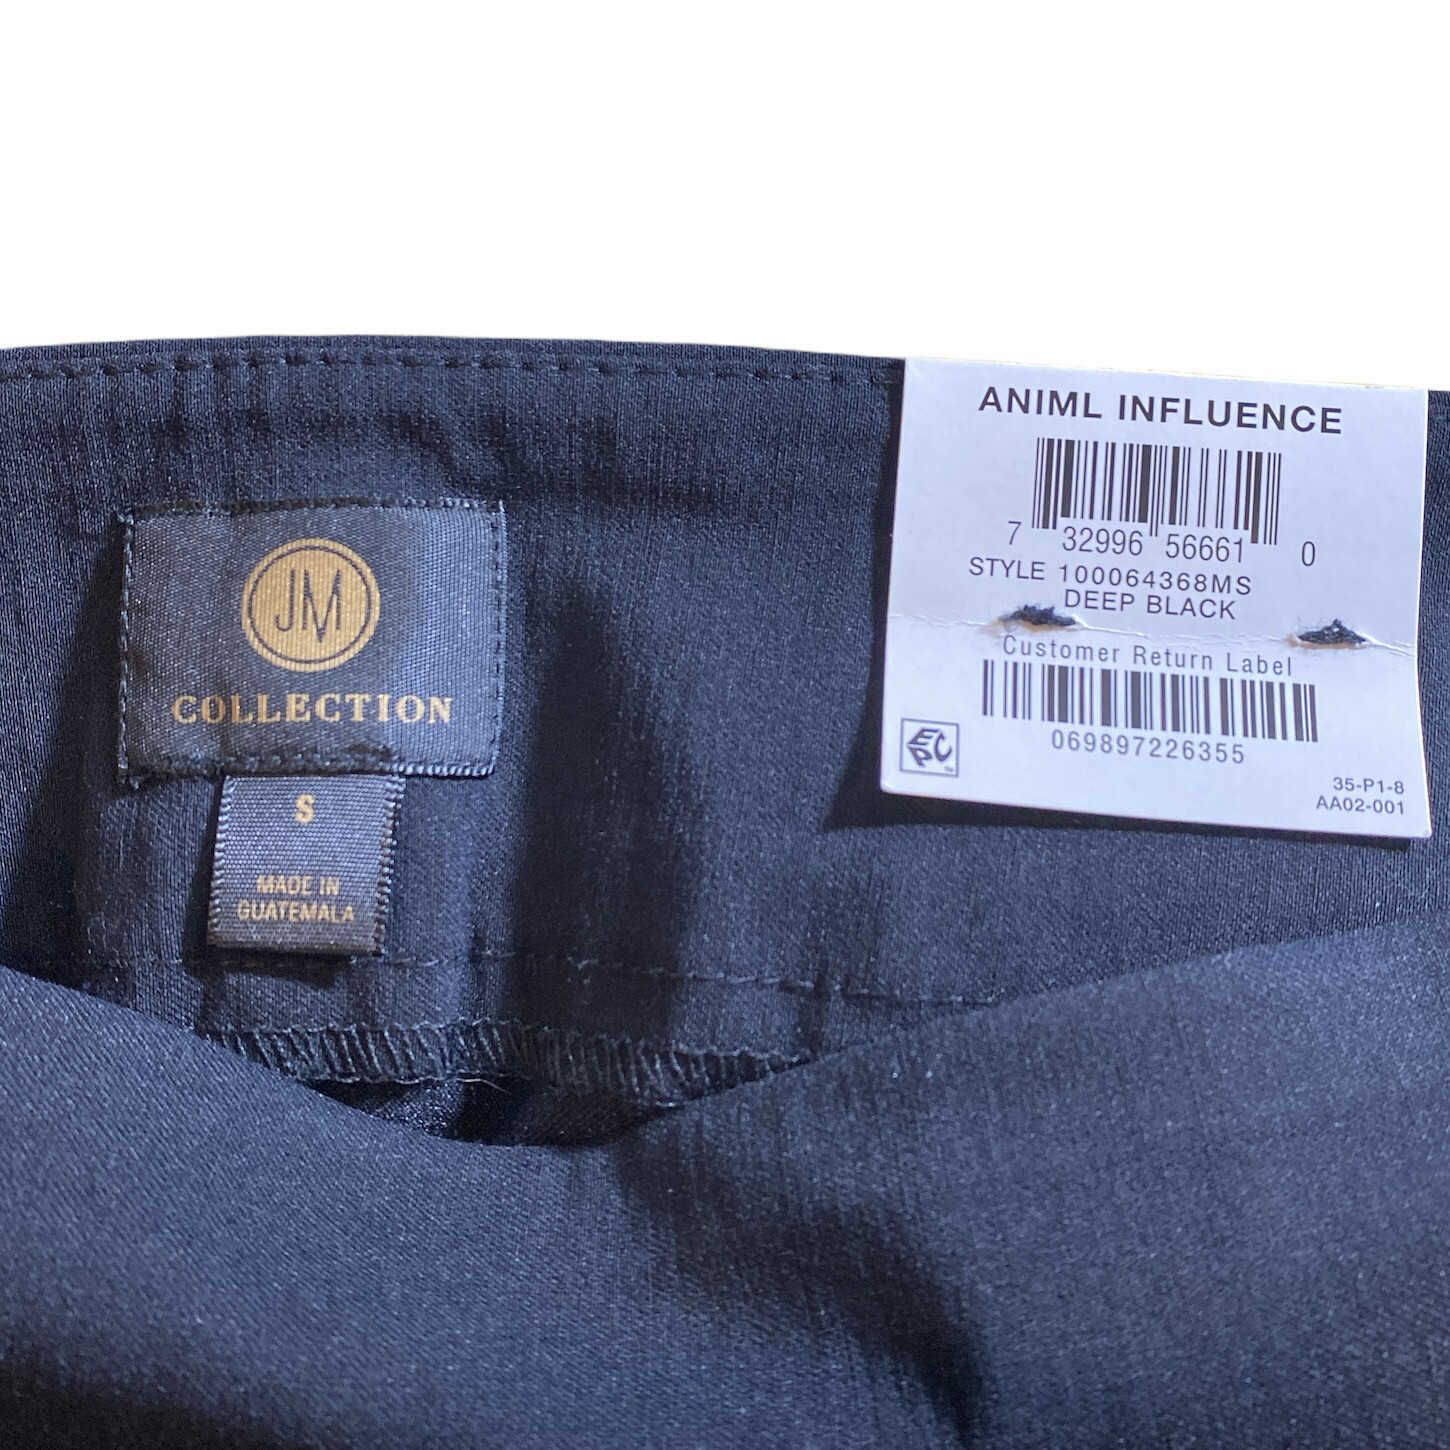 JM
COLLECTION
S
MADE IN
GUATEMALA
ANIML INFLUENCE
7 32996 56661 0
STYLE 100064368MS
DEEP BLACK
Customer Return Label
069897226355
EPC
35-P1-8
AA02-001